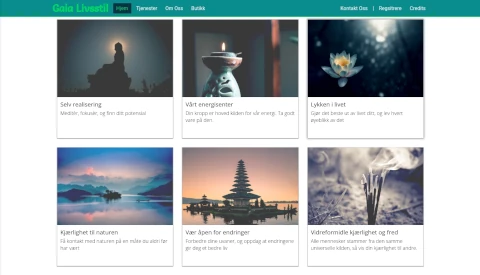 Gaia Livsstil
Hjem Tjenester Om Oss Butikk
Kontakt Oss | Registrere Credits
Selv realisering
Meditér, fokusér, og finn ditt potensial
Vårt energisenter
Din kropp er hoved kilden for vår energi. Ta godt
vare på den.
Lykken i livet
Gjør det beste ut av livet ditt, og lev hvert
øyeblikk av det
Kjærlighet til naturen
Få kontakt med naturen på en måte du aldri før
har vært
Vær åpen for endringer
Forbedre dine uvaner, og oppdag at endringene
gir deg et bedre liv
Videreformidle kjærlighet og fred
Alle mennesker stammer fra den samme
universelle kilden, så vis din kjærlighet til andre.